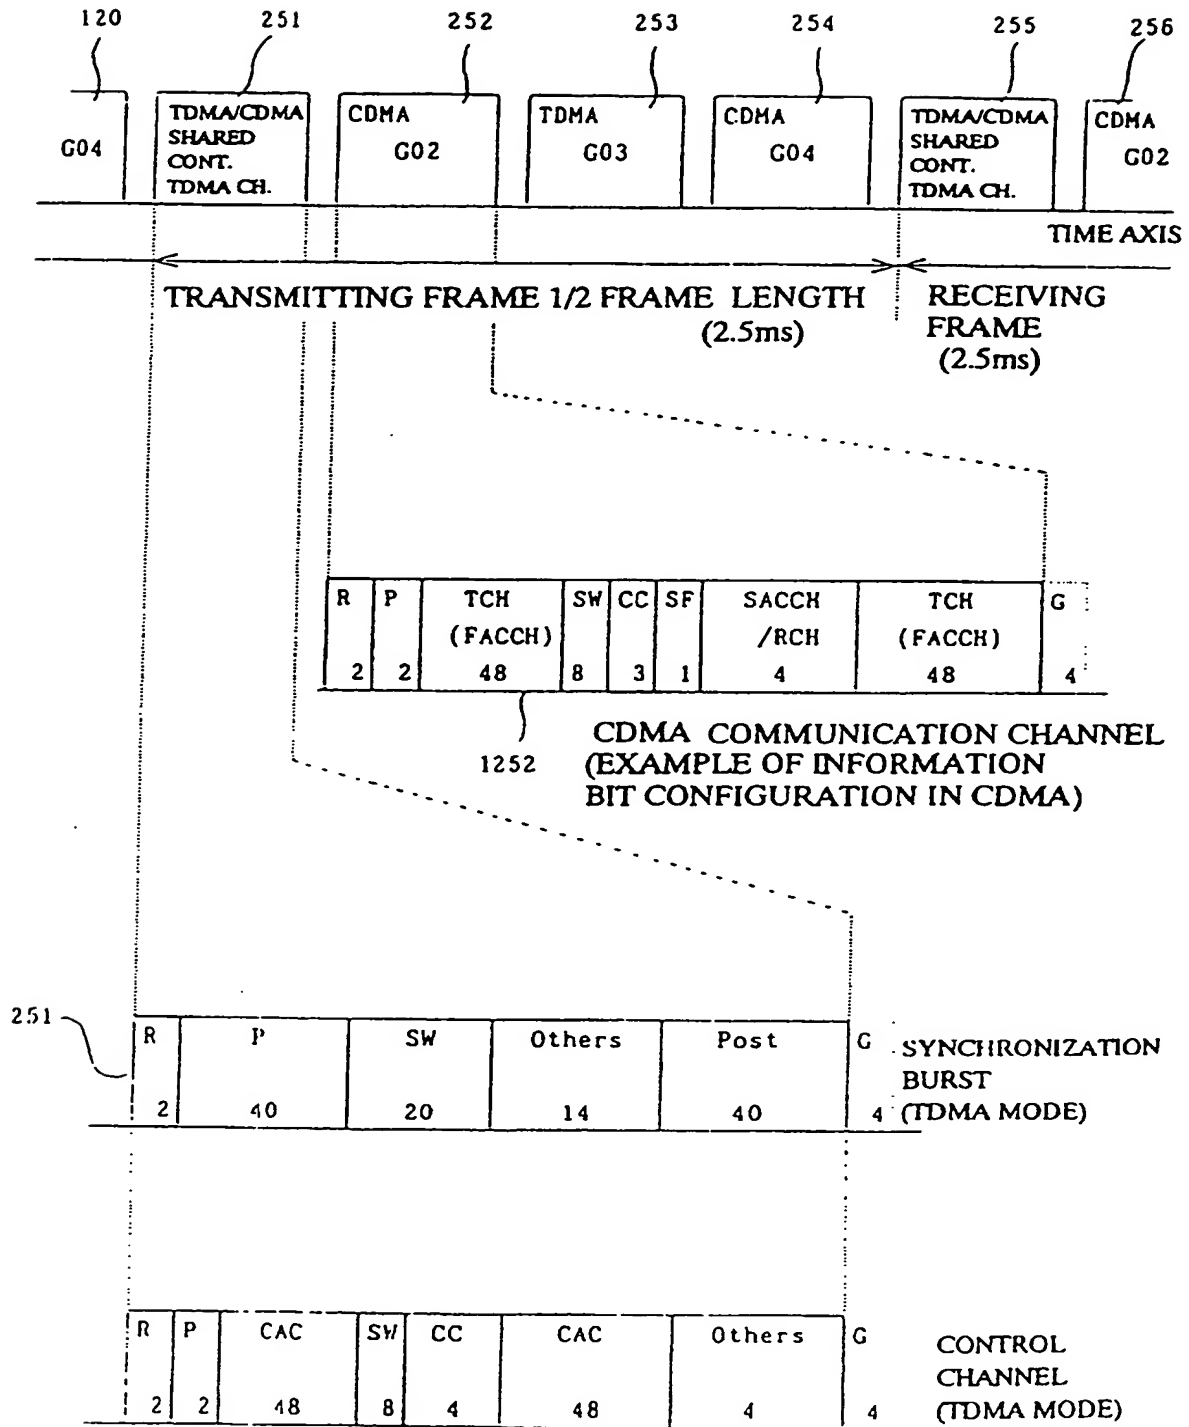 120 251 252 253 254 255 256
G04
TDMA/CDMA
SHARED
CONT.
TDMA CH.
CDMA
G02
TDMA
G03
CDMA
G04
TDMA/CDMA
SHARED
CONT.
TDMA CH.
CDMA
G02
TIME AXIS
TRANSMITTING FRAME 1/2 FRAME LENGTH
(2.5ms)
RECEIVING
FRAME
(2.5ms)
R P TCH SW CC SF SACCH TCH G
(FACCH) /RCH (FACCH)
2 2 48 8 3 1 4 48 4
1252
CDMA COMMUNICATION CHANNEL
(EXAMPLE OF INFORMATION
BIT CONFIGURATION IN CDMA)
251
R P SW Others Post G
2 40 20 14 40 4
SYNCHRONIZATION
BURST
(TDMA MODE)
R P CAC SW CC CAC Others G
2 2 48 8 4 48 4 4
CONTROL
CHANNEL
(TDMA MODE)